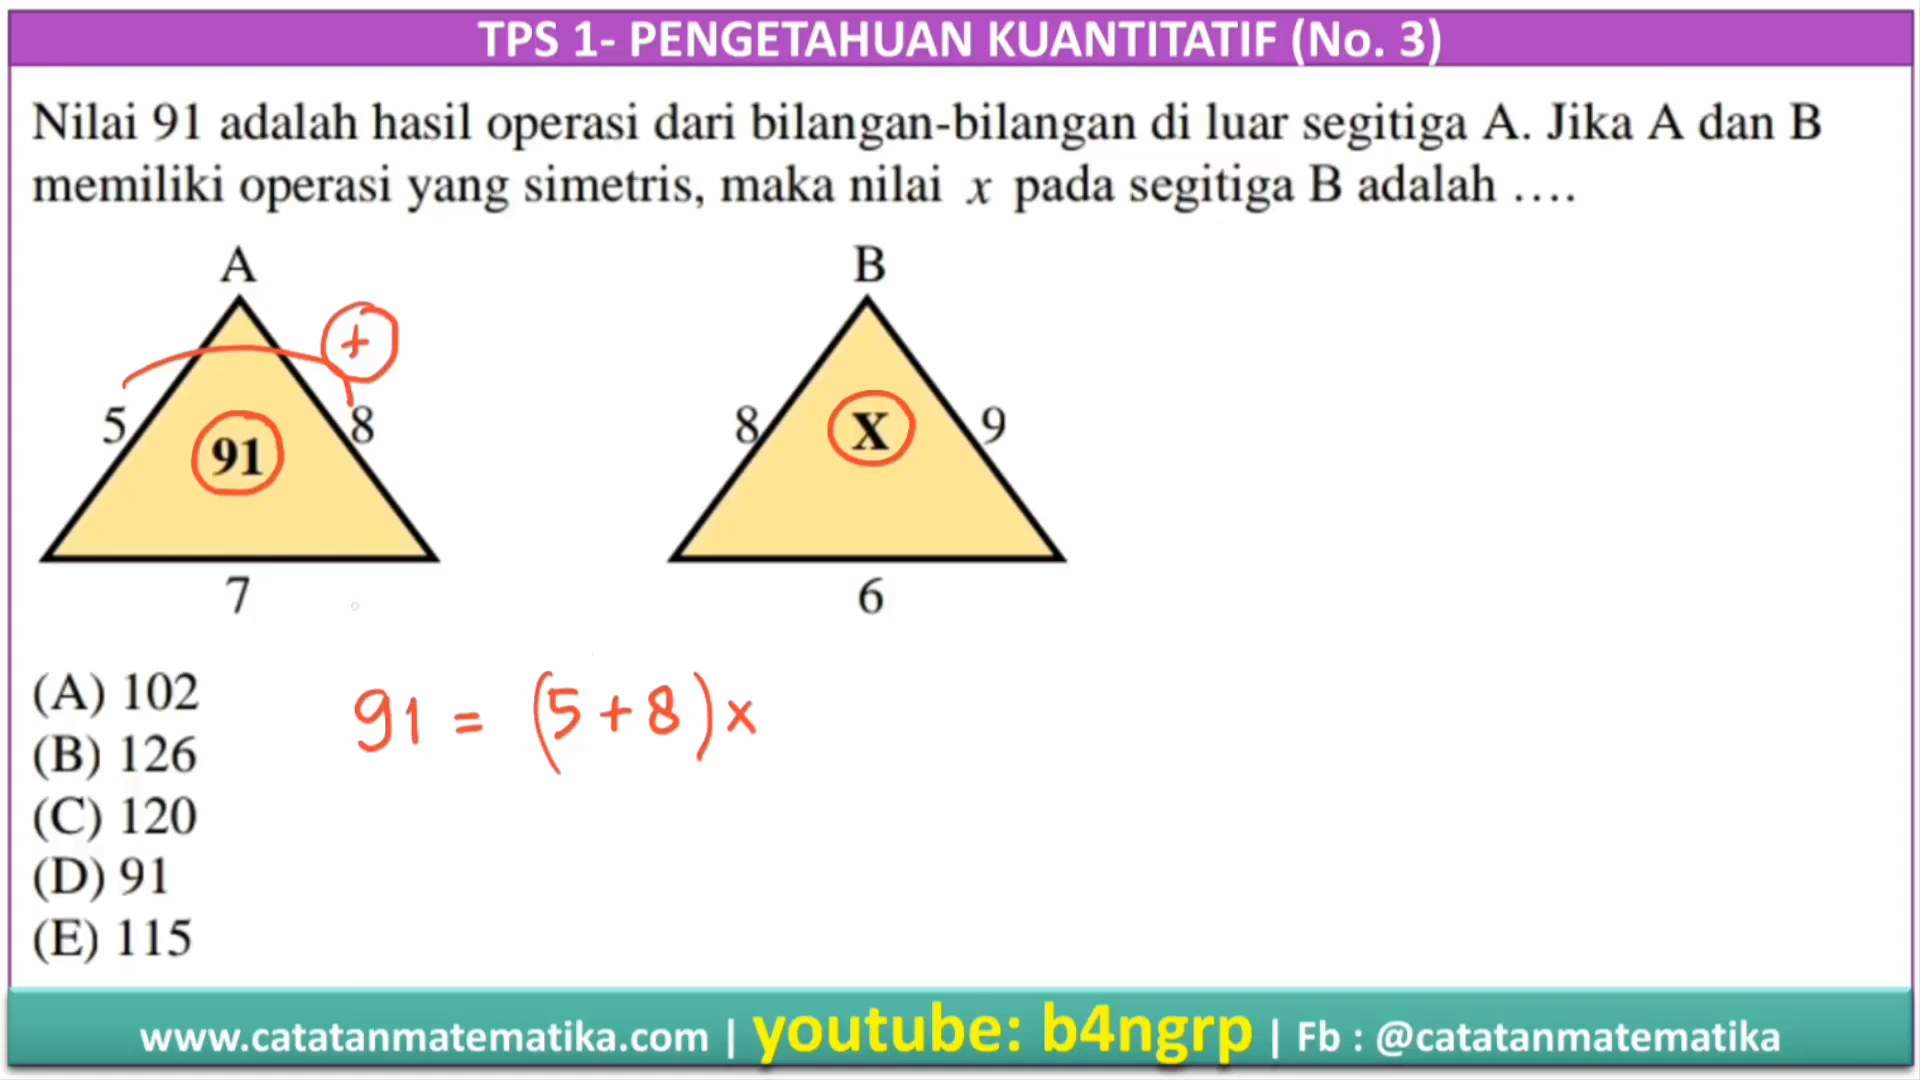 TPS 1- PENGETAHUAN KUANTITATIF (No. 3)
Nilai 91 adalah hasil operasi dari bilangan-bilangan di luar segitiga A. Jika A dan B
memiliki operasi yang simetris, maka nilai x pada segitiga B adalah ....
A
B
+
5
91
8
8
X
9
7
6
(A) 102
91 = (5+8) x
(B) 126
(C) 120
(D) 91
(E) 115
www.catatanmatematika.com | youtube: b4ngrp | Fb : @catatanmatematika